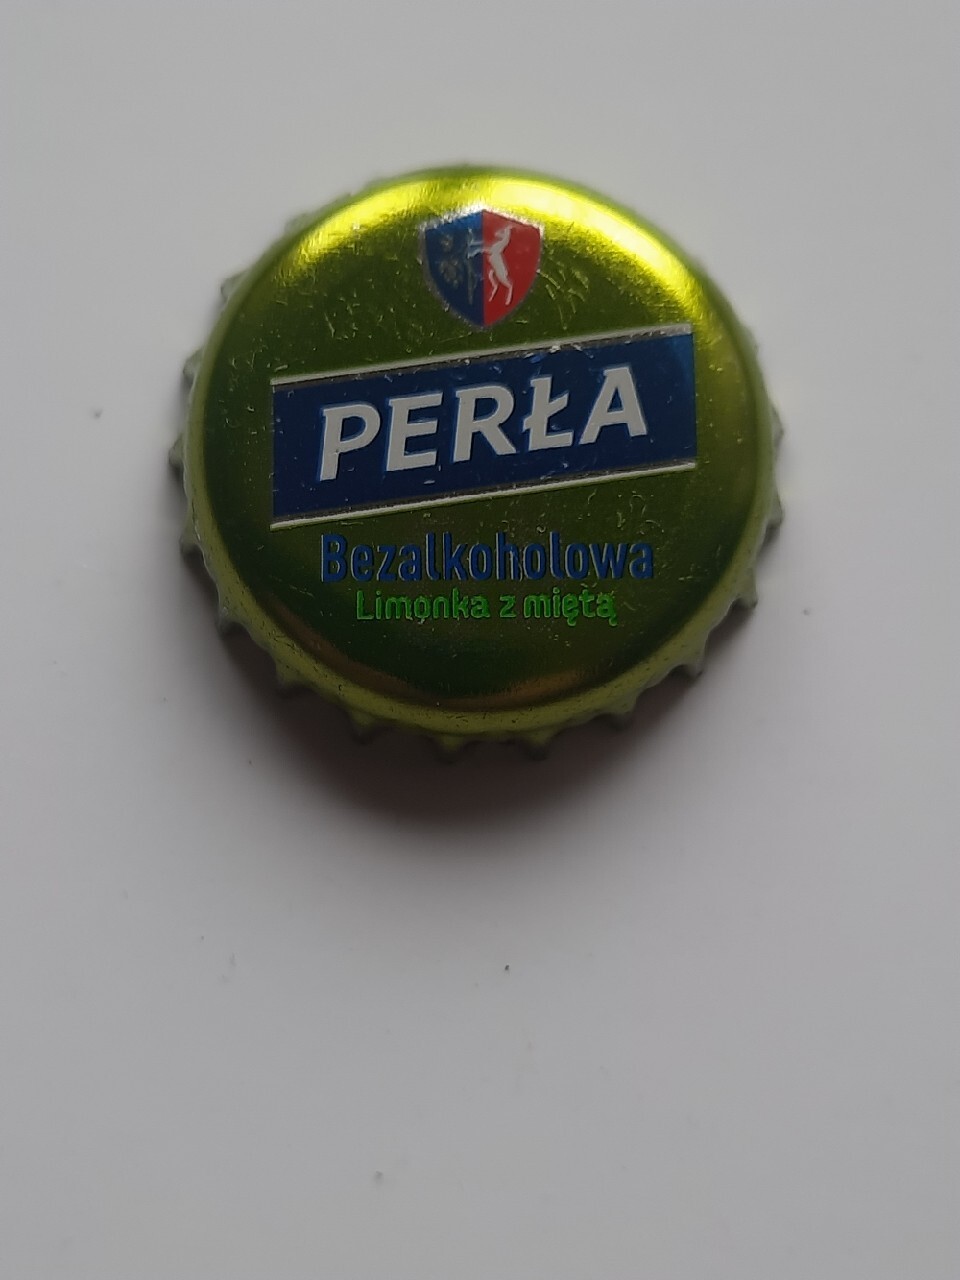 PERŁA
Bezalkoholowa
Limonka z miętą